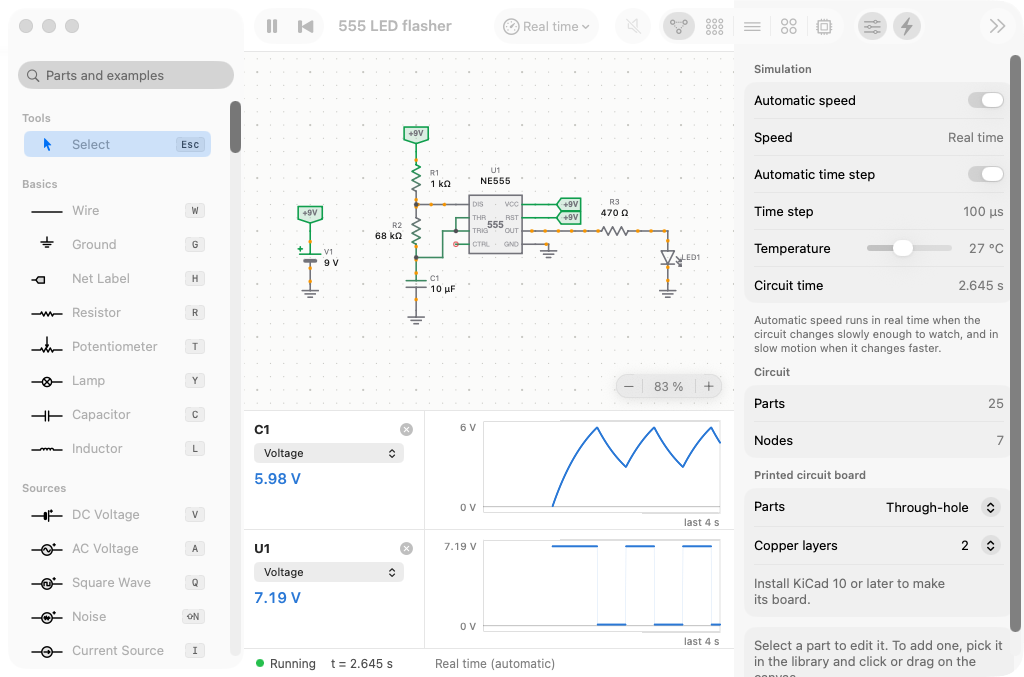 555 LED flasher
Real time
Parts and examples
Tools
Select Esc
Basics
Wire W
Ground G
Net Label H
Resistor R
Potentiometer T
Lamp Y
Capacitor C
Inductor L
Sources
DC Voltage V
AC Voltage A
Square Wave Q
Noise ⇧N
Current Source I
+9V
R1
1 kΩ
U1
NE555
+9V
R2
68 kΩ
DIS
THR
TRIG
CTRL
555
VCC
RST
OUT
GND
+9V
+9V
R3
470 Ω
V1
9 V
LED1
C1
10 µF
83 %
C1
Voltage
5.98 V
6 V
0 V
last 4 s
U1
Voltage
7.19 V
7.19 V
0 V
last 4 s
Running t = 2.645 s Real time (automatic)
Simulation
Automatic speed
Speed Real time
Automatic time step
Time step 100 µs
Temperature 27 °C
Circuit time 2.645 s
Automatic speed runs in real time when the
circuit changes slowly enough to watch, and in
slow motion when it changes faster.
Circuit
Parts 25
Nodes 7
Printed circuit board
Parts Through-hole
Copper layers 2
Install KiCad 10 or later to make
its board.
Select a part to edit it. To add one, pick it
in the library and click or drag on the
canvas.